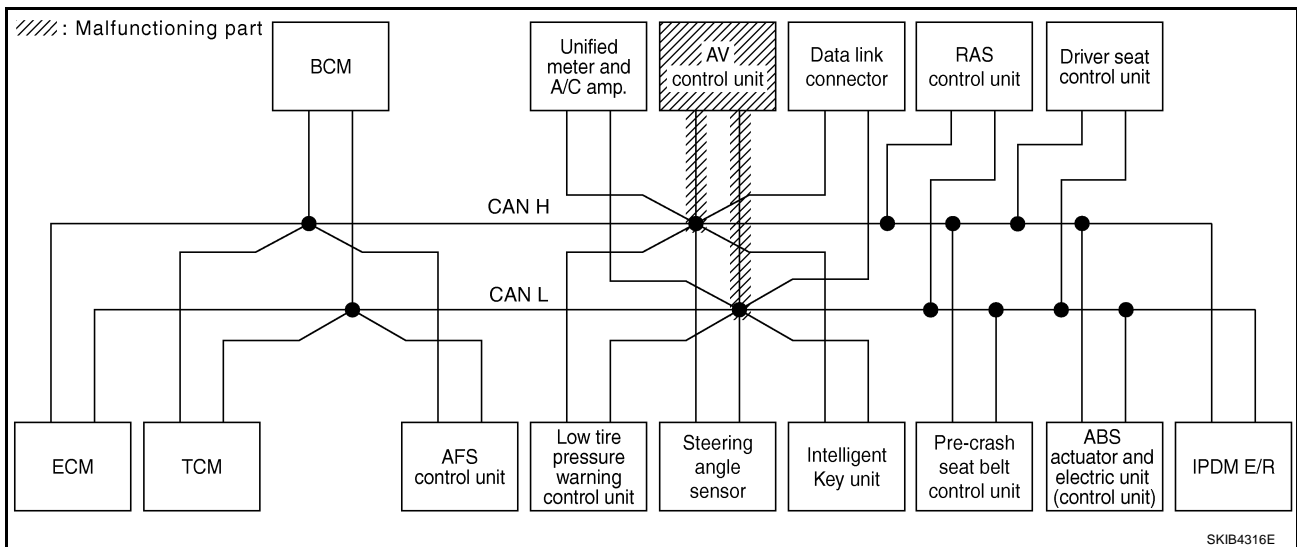 : Malfunctioning part
BCM
Unified
meter and
A/C amp.
AV
control unit
Data link
connector
RAS
control unit
Driver seat
control unit
CAN H
CAN L
ECM
TCM
AFS
control unit
Low tire
pressure
warning
control unit
Steering
angle
sensor
Intelligent
Key unit
Pre-crash
seat belt
control unit
ABS
actuator and
electric unit
(control unit)
IPDM E/R
SKIB4316E